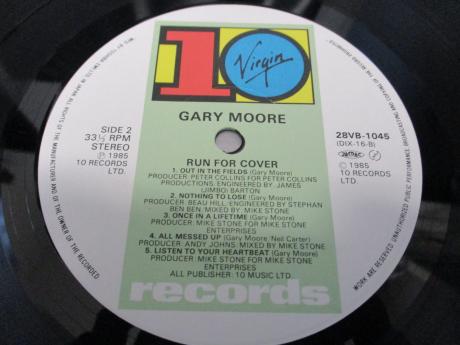 10
Virgin
GARY MOORE
SIDE 2
33⅓ RPM
STEREO
℗1985
10 RECORDS
LTD.
28VB-1045
(DIX-16-B)
©1985
10 RECORDS
LTD.
RUN FOR COVER
1. OUT IN THE FIELDS (Gary Moore)
PRODUCER: PETER COLLINS FOR PETER COLLINS
PRODUCTIONS: ENGINEERED BY: JAMES
JIMBO BARTON
2. NOTHING TO LOSE (Gary Moore)
PRODUCER: BEAU HILL: ENGINEERED BY STEPHAN
BEN BEN: MIXED BY: MIKE STONE
3. ONCE IN A LIFETIME (Gary Moore)
PRODUCER: MIKE STONE FOR MIKE STONE
ENTERPRISES
4. ALL MESSED UP (Gary Moore/Neil Carter)
PRODUCER: ANDY JOHNS: MIXED BY MIKE STONE
5. LISTEN TO YOUR HEARTBEAT (Gary Moore)
PRODUCER: MIKE STONE FOR MIKE STONE
ENTERPRISES
ALL PUBLISHER: 10 MUSIC LTD.
records